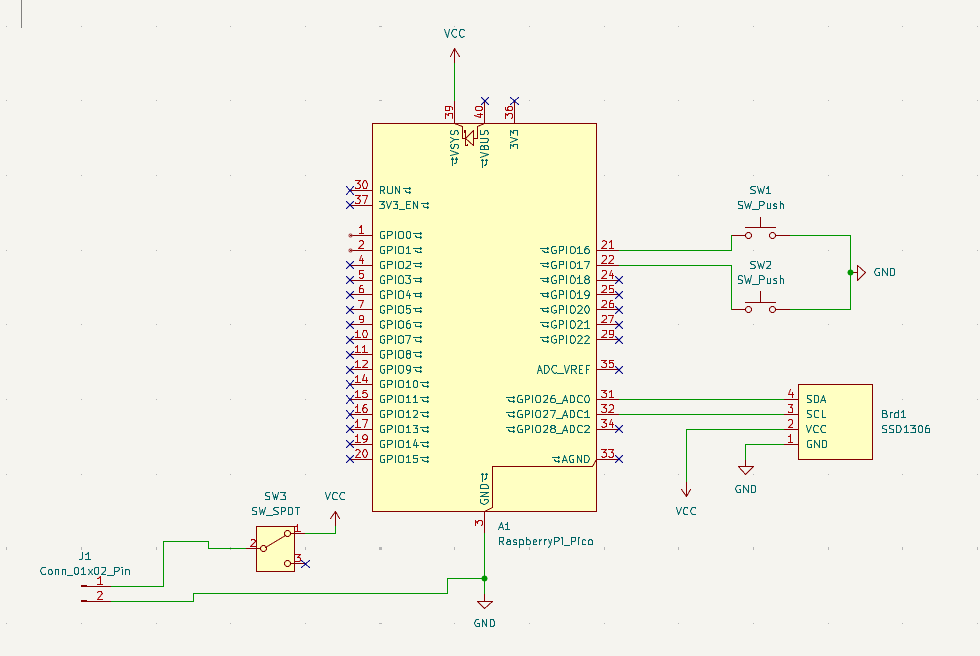 VCC
39
40
36
VSYS
VBUS
3V3
30 RUN
37 3V3_EN
1 GPIO0
2 GPIO1
4 GPIO2
5 GPIO3
6 GPIO4
7 GPIO5
9 GPIO6
10 GPIO7
11 GPIO8
12 GPIO9
14 GPIO10
15 GPIO11
16 GPIO12
17 GPIO13
19 GPIO14
20 GPIO15
GPIO16 21
GPIO17 22
GPIO18 24
GPIO19 25
GPIO20 26
GPIO21 27
GPIO22 29
ADC_VREF 35
GPIO26_ADC0 31
GPIO27_ADC1 32
GPIO28_ADC2 34
AGND 33
GND
3
A1
RaspberryPi_Pico
GND
SW1
SW_Push
SW2
SW_Push
GND
4 SDA
3 SCL
2 VCC
1 GND
Brd1
SSD1306
GND
VCC
SW3
SW_SPDT
VCC
1
2
3
J1
Conn_01x02_Pin
1
2